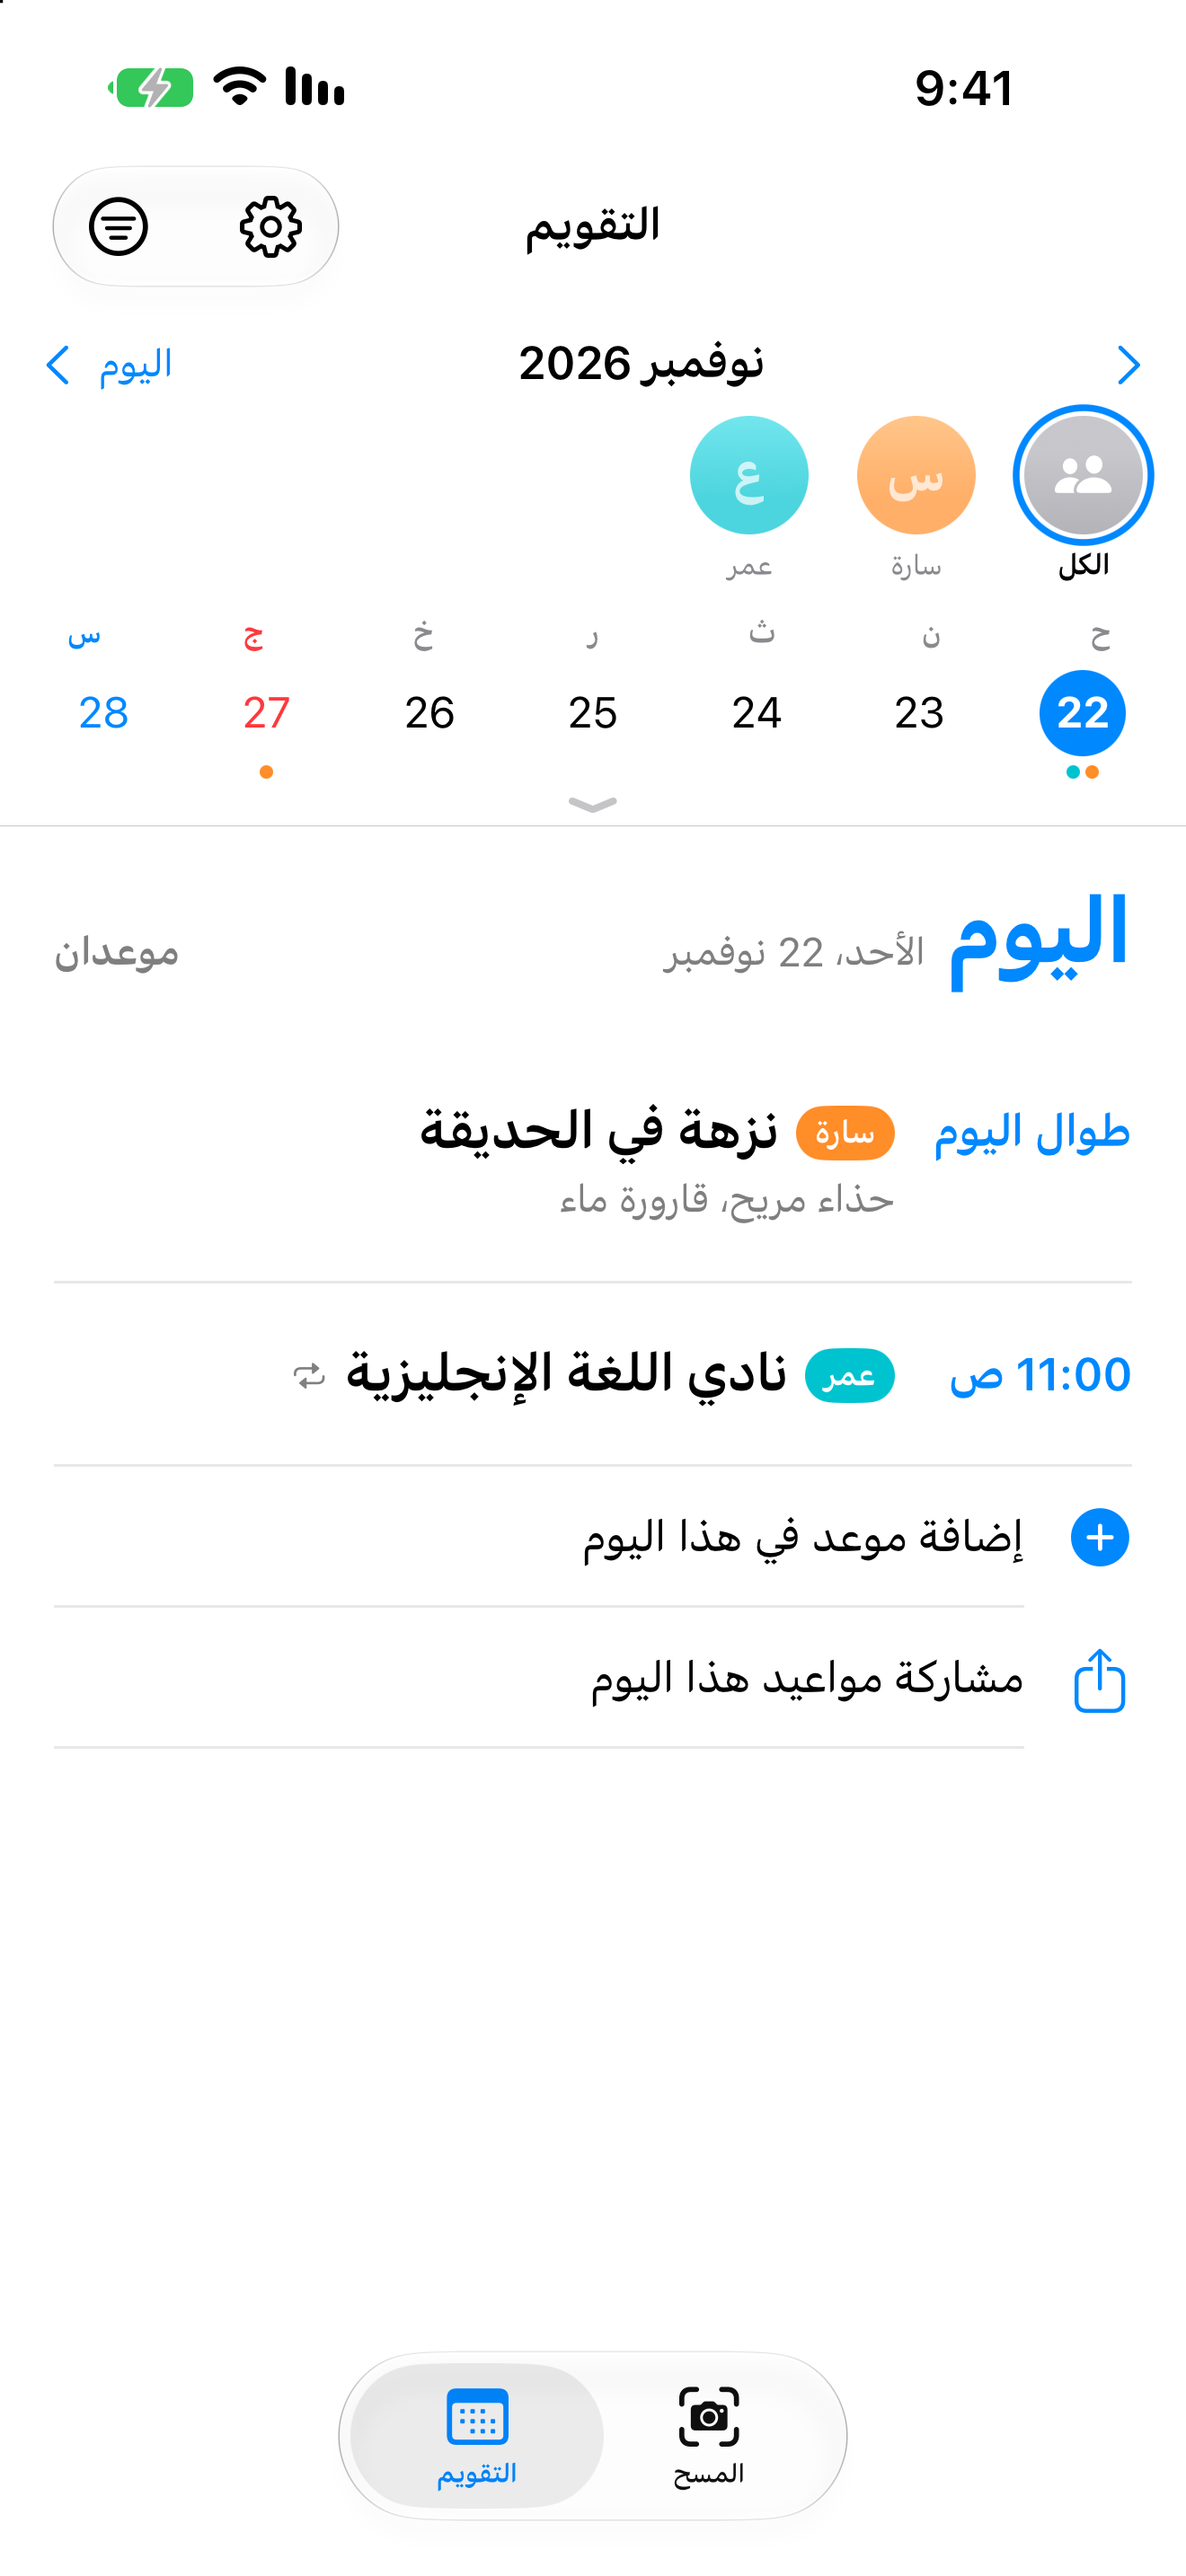 9:41
التقويم
نوفمبر 2026
اليوم
س
ع
الكل
سارة
عمر
ح ن ث ر خ ج س
22 23 24 25 26 27 28
اليوم الأحد، 22 نوفمبر
موعدان
طوال اليوم سارة نزهة في الحديقة
حذاء مريح، قارورة ماء
11:00 ص عمر نادي اللغة الإنجليزية
إضافة موعد في هذا اليوم
مشاركة مواعيد هذا اليوم
المسح
التقويم